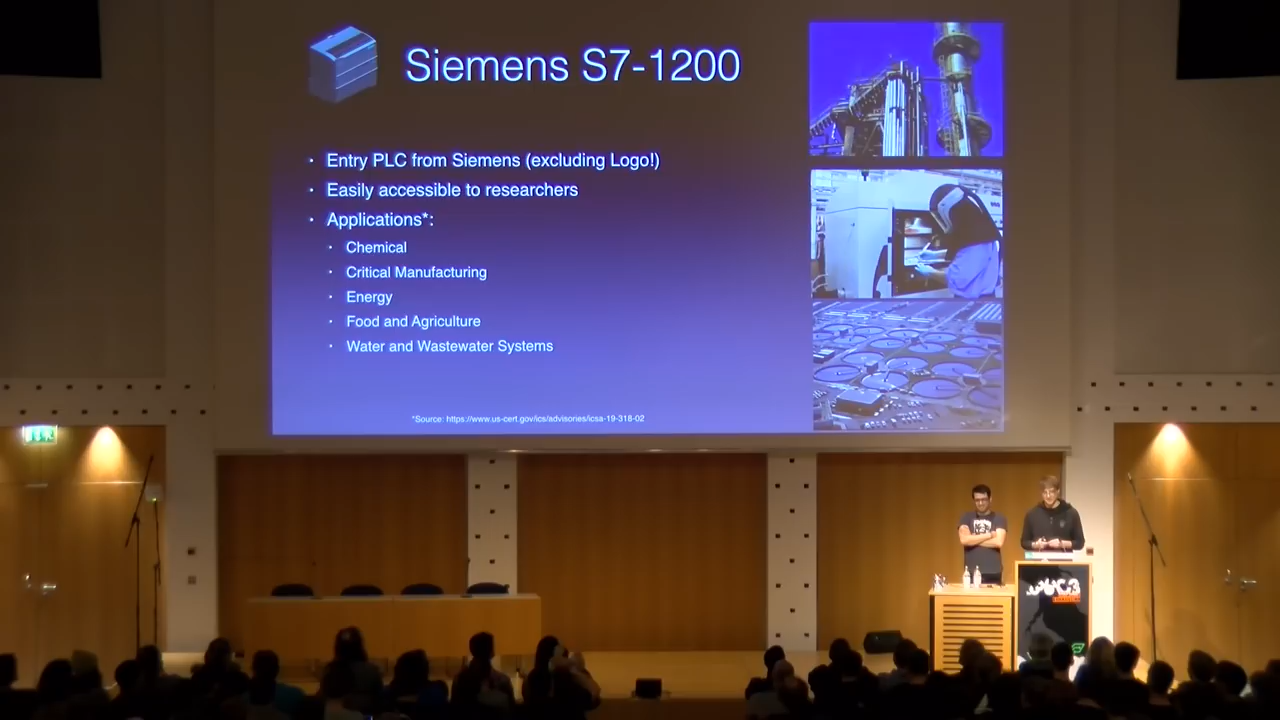 Siemens S7-1200
· Entry PLC from Siemens (excluding Logo!)
· Easily accessible to researchers
· Applications*:
· Chemical
· Critical Manufacturing
· Energy
· Food and Agriculture
· Water and Wastewater Systems
*Source: https://www.us-cert.gov/ics/advisories/icsa-19-318-02